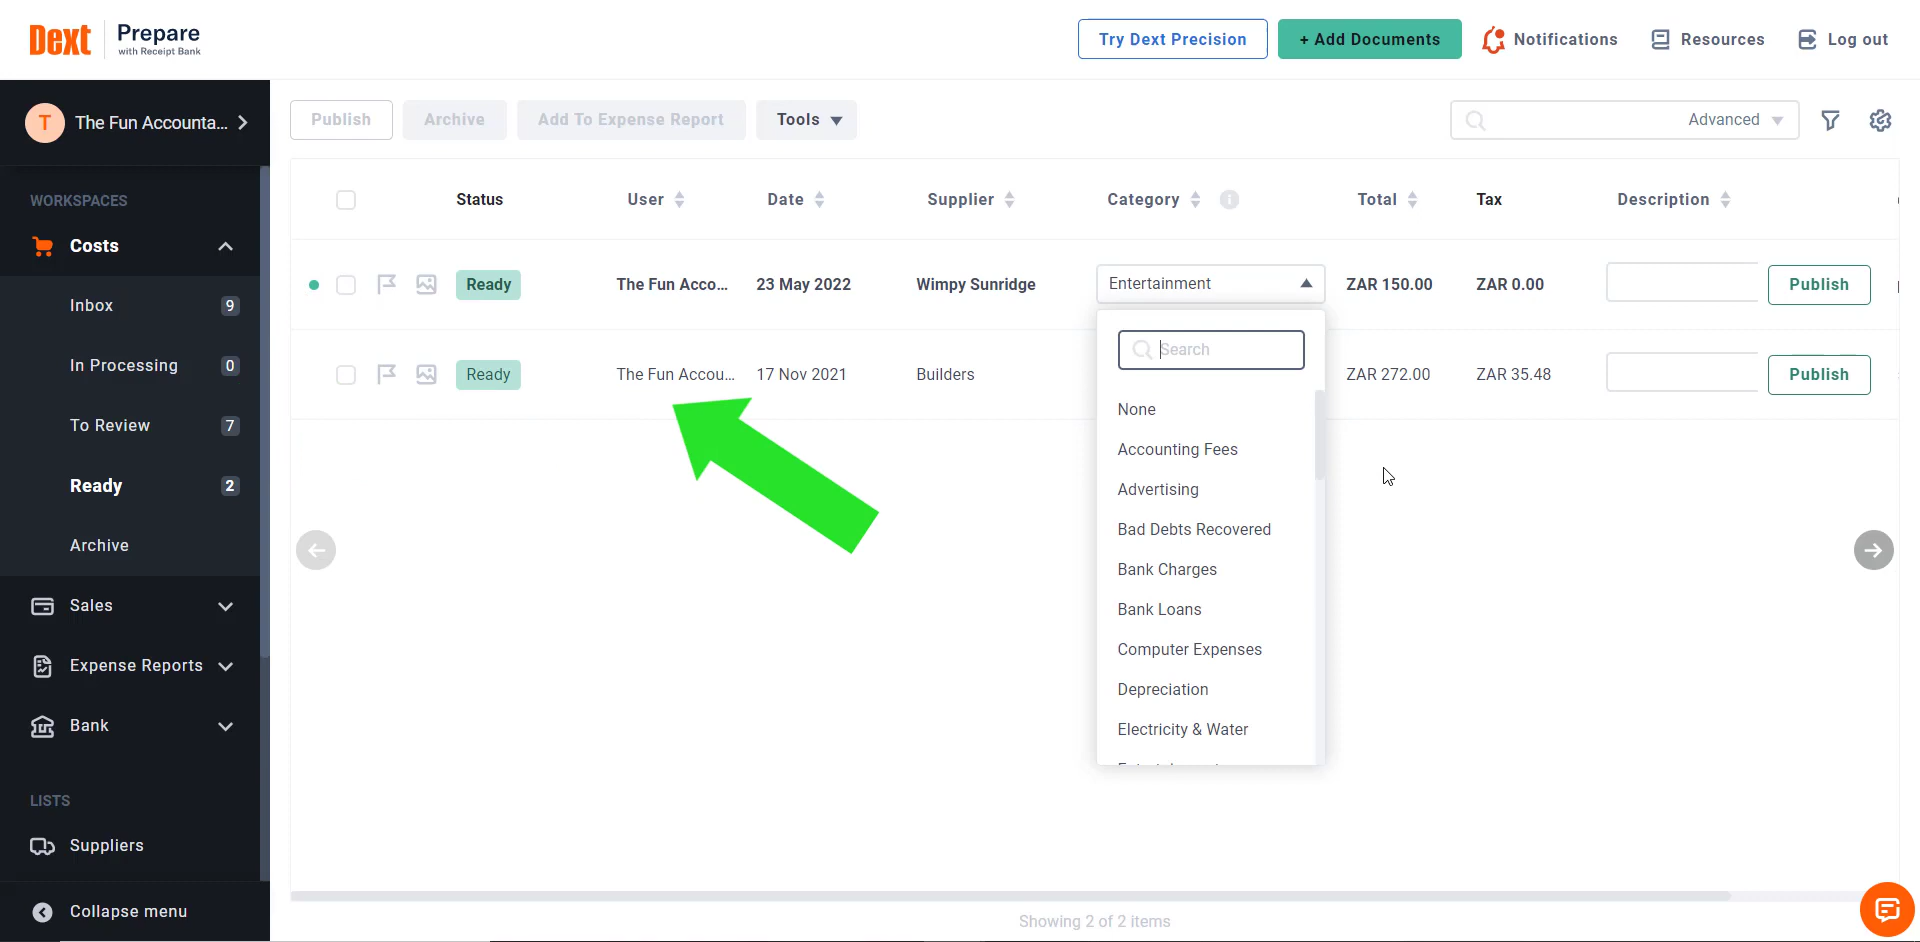 Dext Prepare with Receipt Bank
Try Dext Precision
+ Add Documents
Notifications
Resources
Log out
T The Fun Accounta...
Publish
Archive
Add To Expense Report
Tools
Advanced
WORKSPACES
Costs
Inbox 9
In Processing 0
To Review 7
Ready 2
Archive
Sales
Expense Reports
Bank
LISTS
Suppliers
Collapse menu
Status User Date Supplier Category Total Tax Description
Ready The Fun Acco... 23 May 2022 Wimpy Sunridge Entertainment ZAR 150.00 ZAR 0.00 Publish
Ready The Fun Accou... 17 Nov 2021 Builders ZAR 272.00 ZAR 35.48 Publish
Search
None
Accounting Fees
Advertising
Bad Debts Recovered
Bank Charges
Bank Loans
Computer Expenses
Depreciation
Electricity & Water
Showing 2 of 2 items